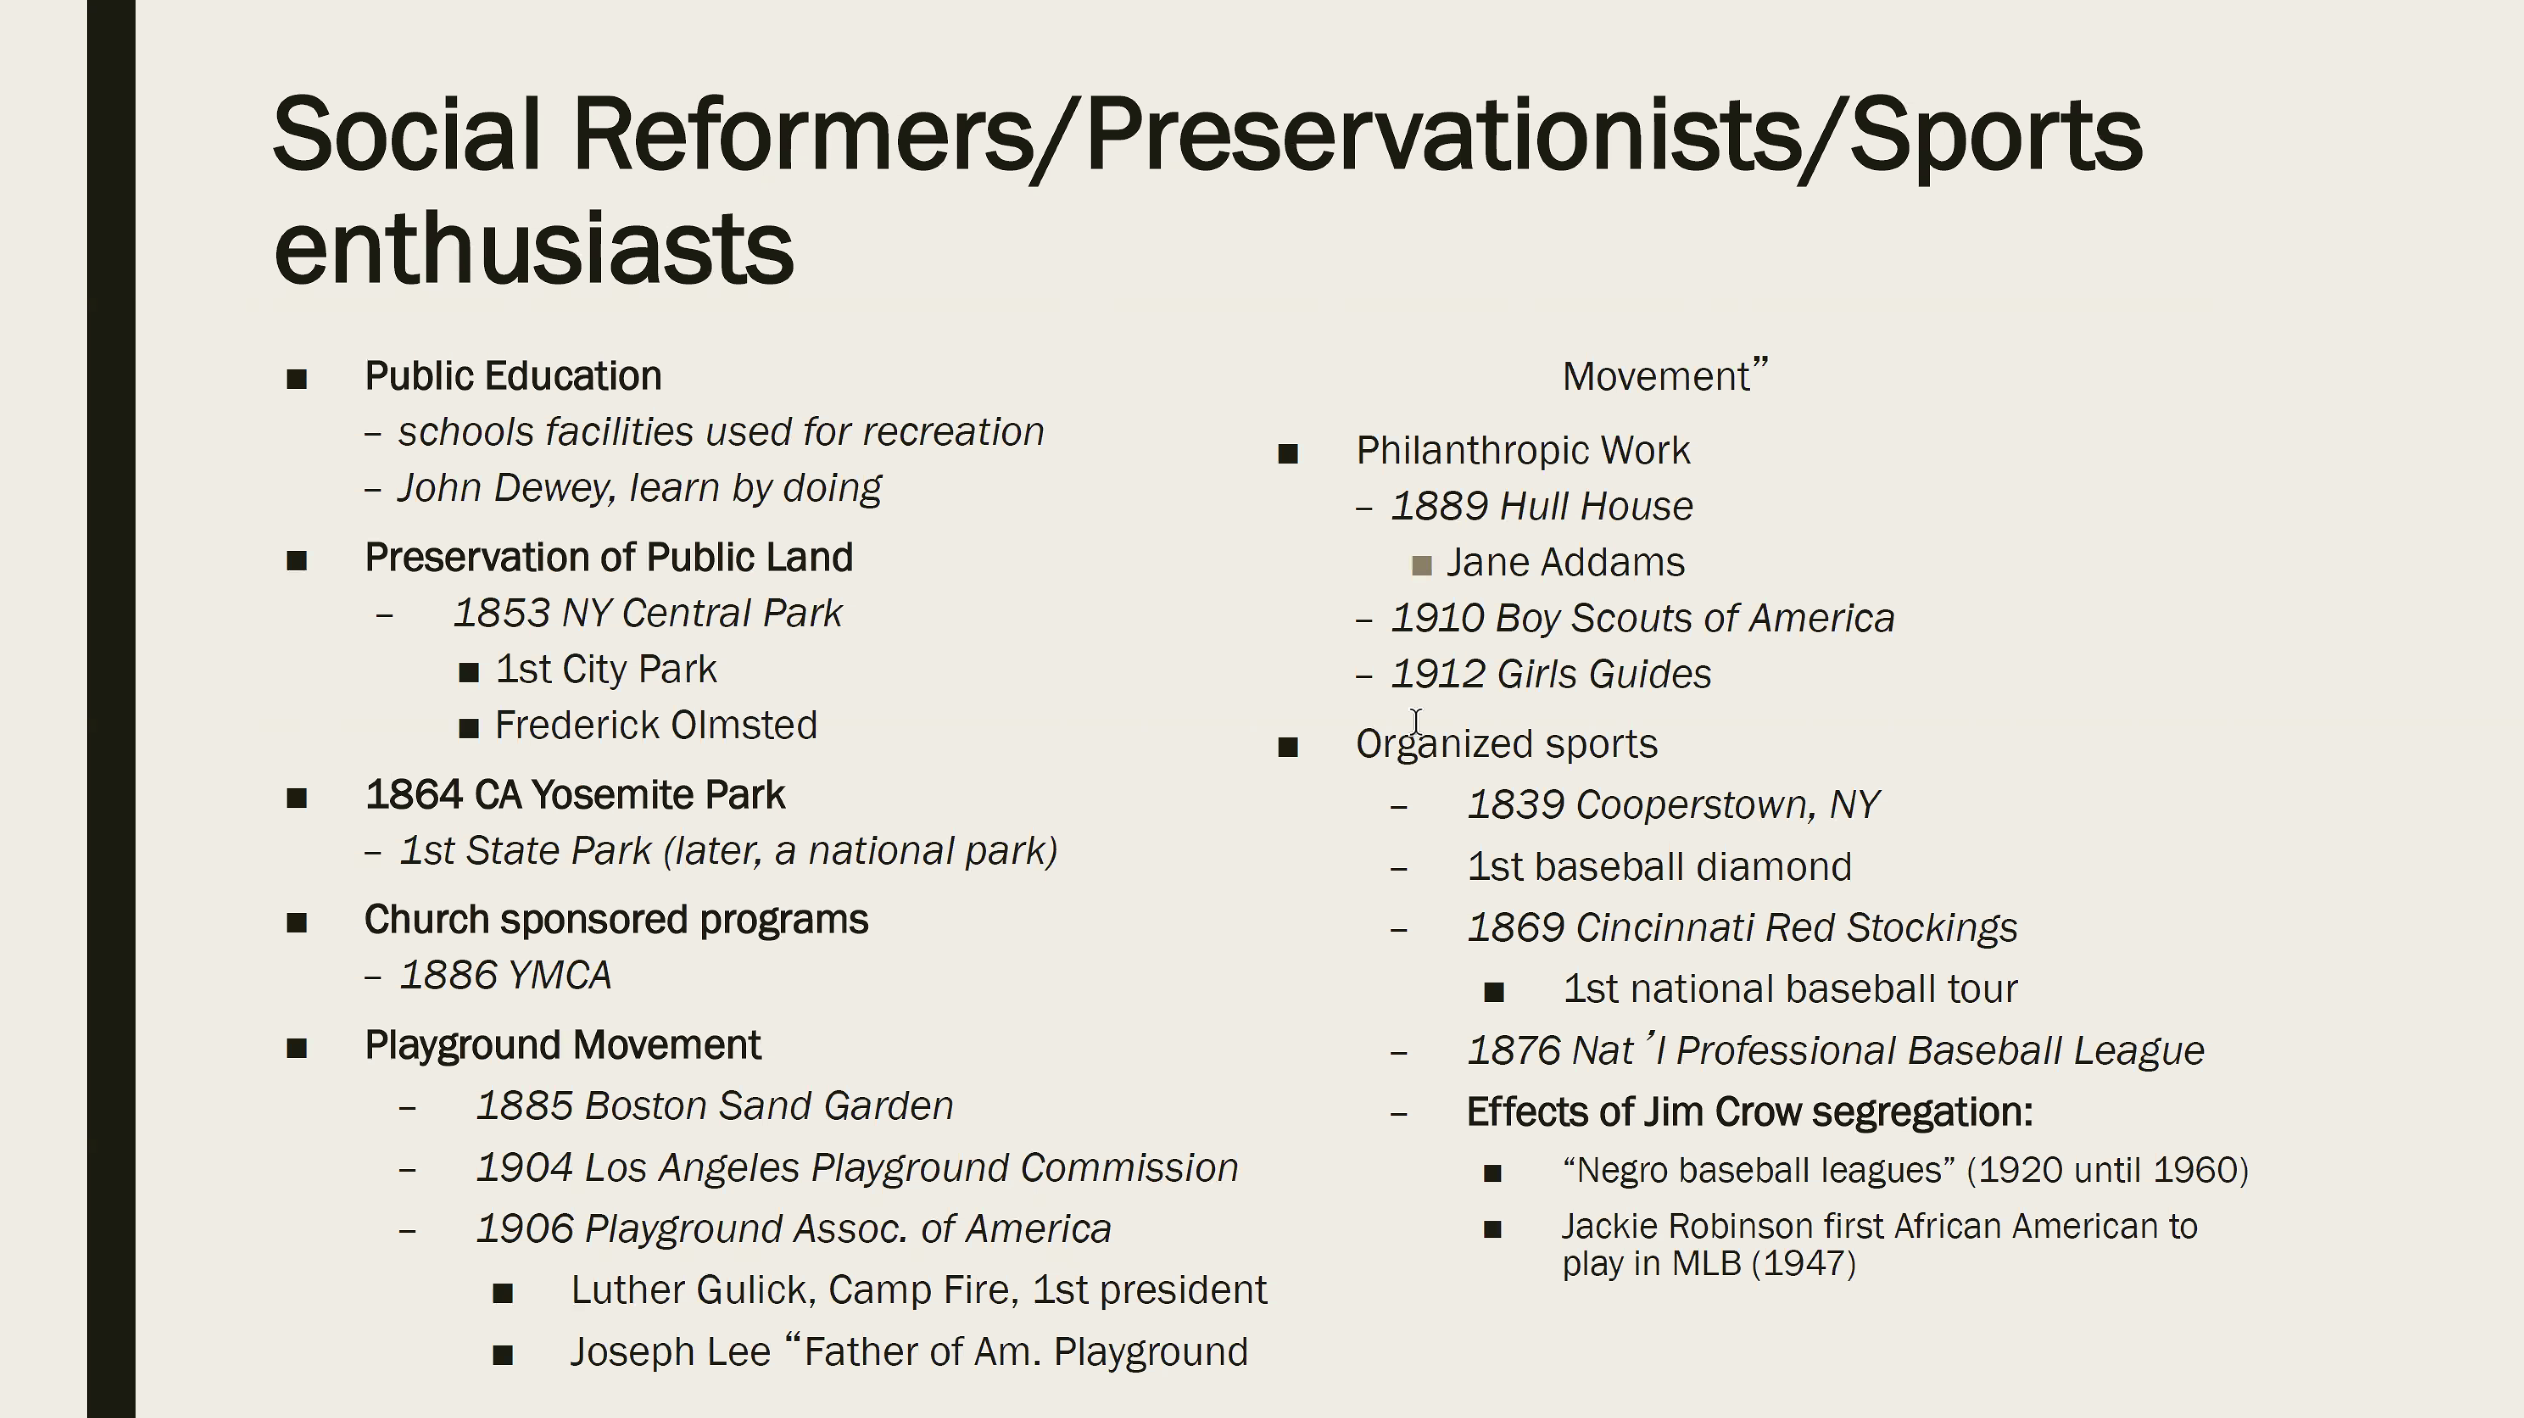 Social Reformers/Preservationists/Sports
enthusiasts
■ Public Education
– schools facilities used for recreation
– John Dewey, learn by doing
■ Preservation of Public Land
– 1853 NY Central Park
■ 1st City Park
■ Frederick Olmsted
■ 1864 CA Yosemite Park
– 1st State Park (later, a national park)
■ Church sponsored programs
– 1886 YMCA
■ Playground Movement
– 1885 Boston Sand Garden
– 1904 Los Angeles Playground Commission
– 1906 Playground Assoc. of America
■ Luther Gulick, Camp Fire, 1st president
■ Joseph Lee “Father of Am. Playground
Movement”
■ Philanthropic Work
– 1889 Hull House
■ Jane Addams
– 1910 Boy Scouts of America
– 1912 Girls Guides
■ Organized sports
– 1839 Cooperstown, NY
– 1st baseball diamond
– 1869 Cincinnati Red Stockings
■ 1st national baseball tour
– 1876 Nat’l Professional Baseball League
– Effects of Jim Crow segregation:
■ “Negro baseball leagues” (1920 until 1960)
■ Jackie Robinson first African American to
play in MLB (1947)